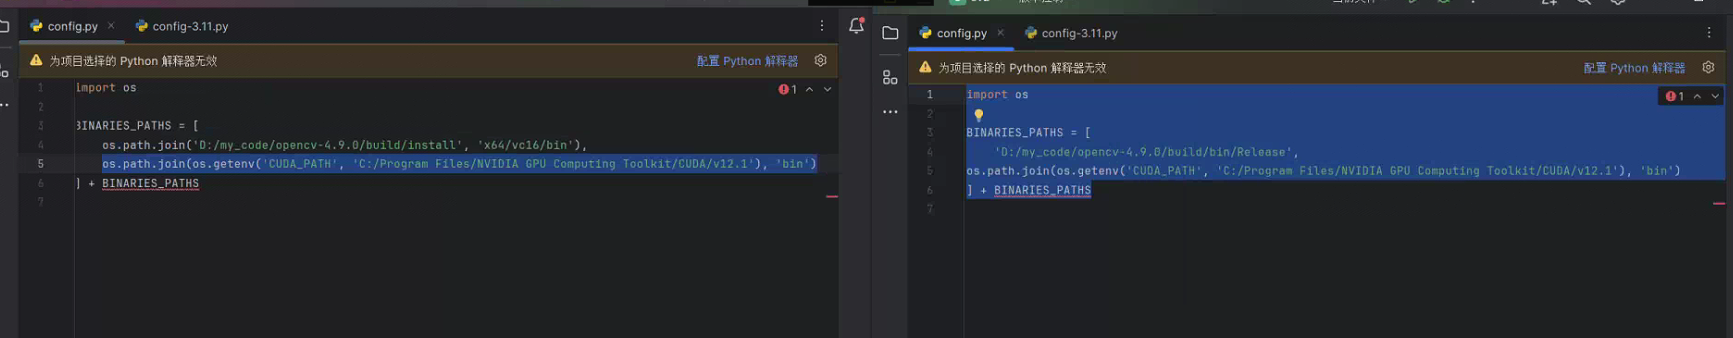 config.py
config-3.11.py
为项目选择的 Python 解释器无效
配置 Python 解释器
1 import os
1
2
3 BINARIES_PATHS = [
4 os.path.join('D:/my_code/opencv-4.9.0/build/install', 'x64/vc16/bin'),
5 os.path.join(os.getenv('CUDA_PATH', 'C:/Program Files/NVIDIA GPU Computing Toolkit/CUDA/v12.1'), 'bin')
6 ] + BINARIES_PATHS
7
config.py
config-3.11.py
为项目选择的 Python 解释器无效
配置 Python 解释器
1 import os
1
2
3 BINARIES_PATHS = [
4 'D:/my_code/opencv-4.9.0/build/bin/Release',
5 os.path.join(os.getenv('CUDA_PATH', 'C:/Program Files/NVIDIA GPU Computing Toolkit/CUDA/v12.1'), 'bin')
6 ] + BINARIES_PATHS
7